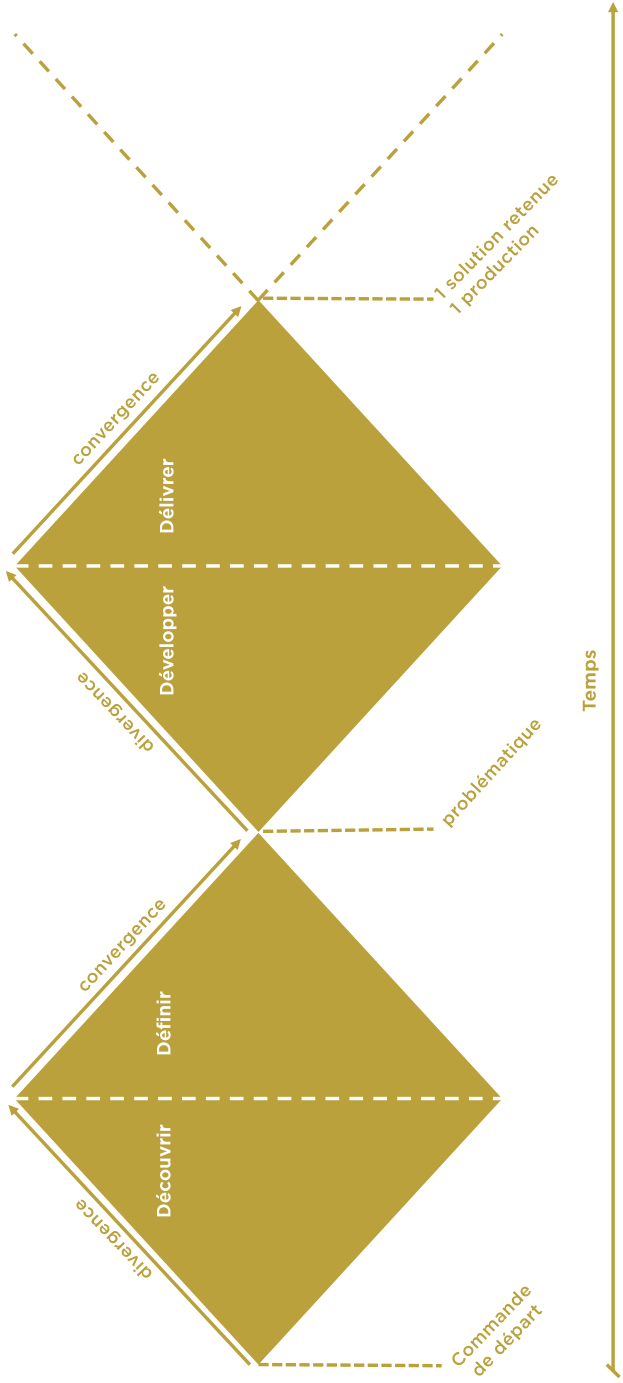 1 solution retenue
1 production
convergence
Délivrer
Développer
divergence
Temps
problématique
convergence
Définir
Découvrir
divergence
Commande
de départ